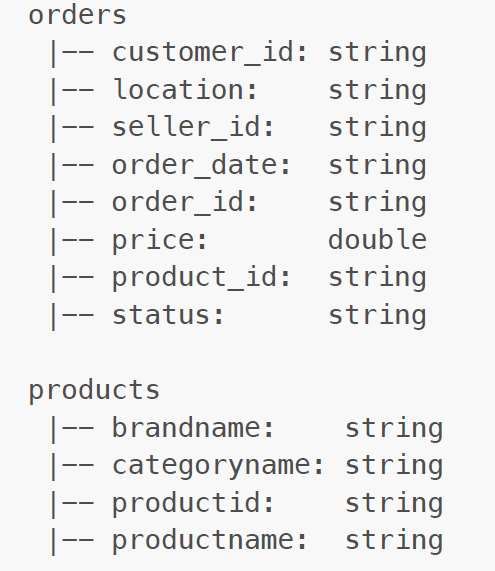 orders
|-- customer_id: string
|-- location: string
|-- seller_id: string
|-- order_date: string
|-- order_id: string
|-- price: double
|-- product_id: string
|-- status: string
products
|-- brandname: string
|-- categoryname: string
|-- productid: string
|-- productname: string